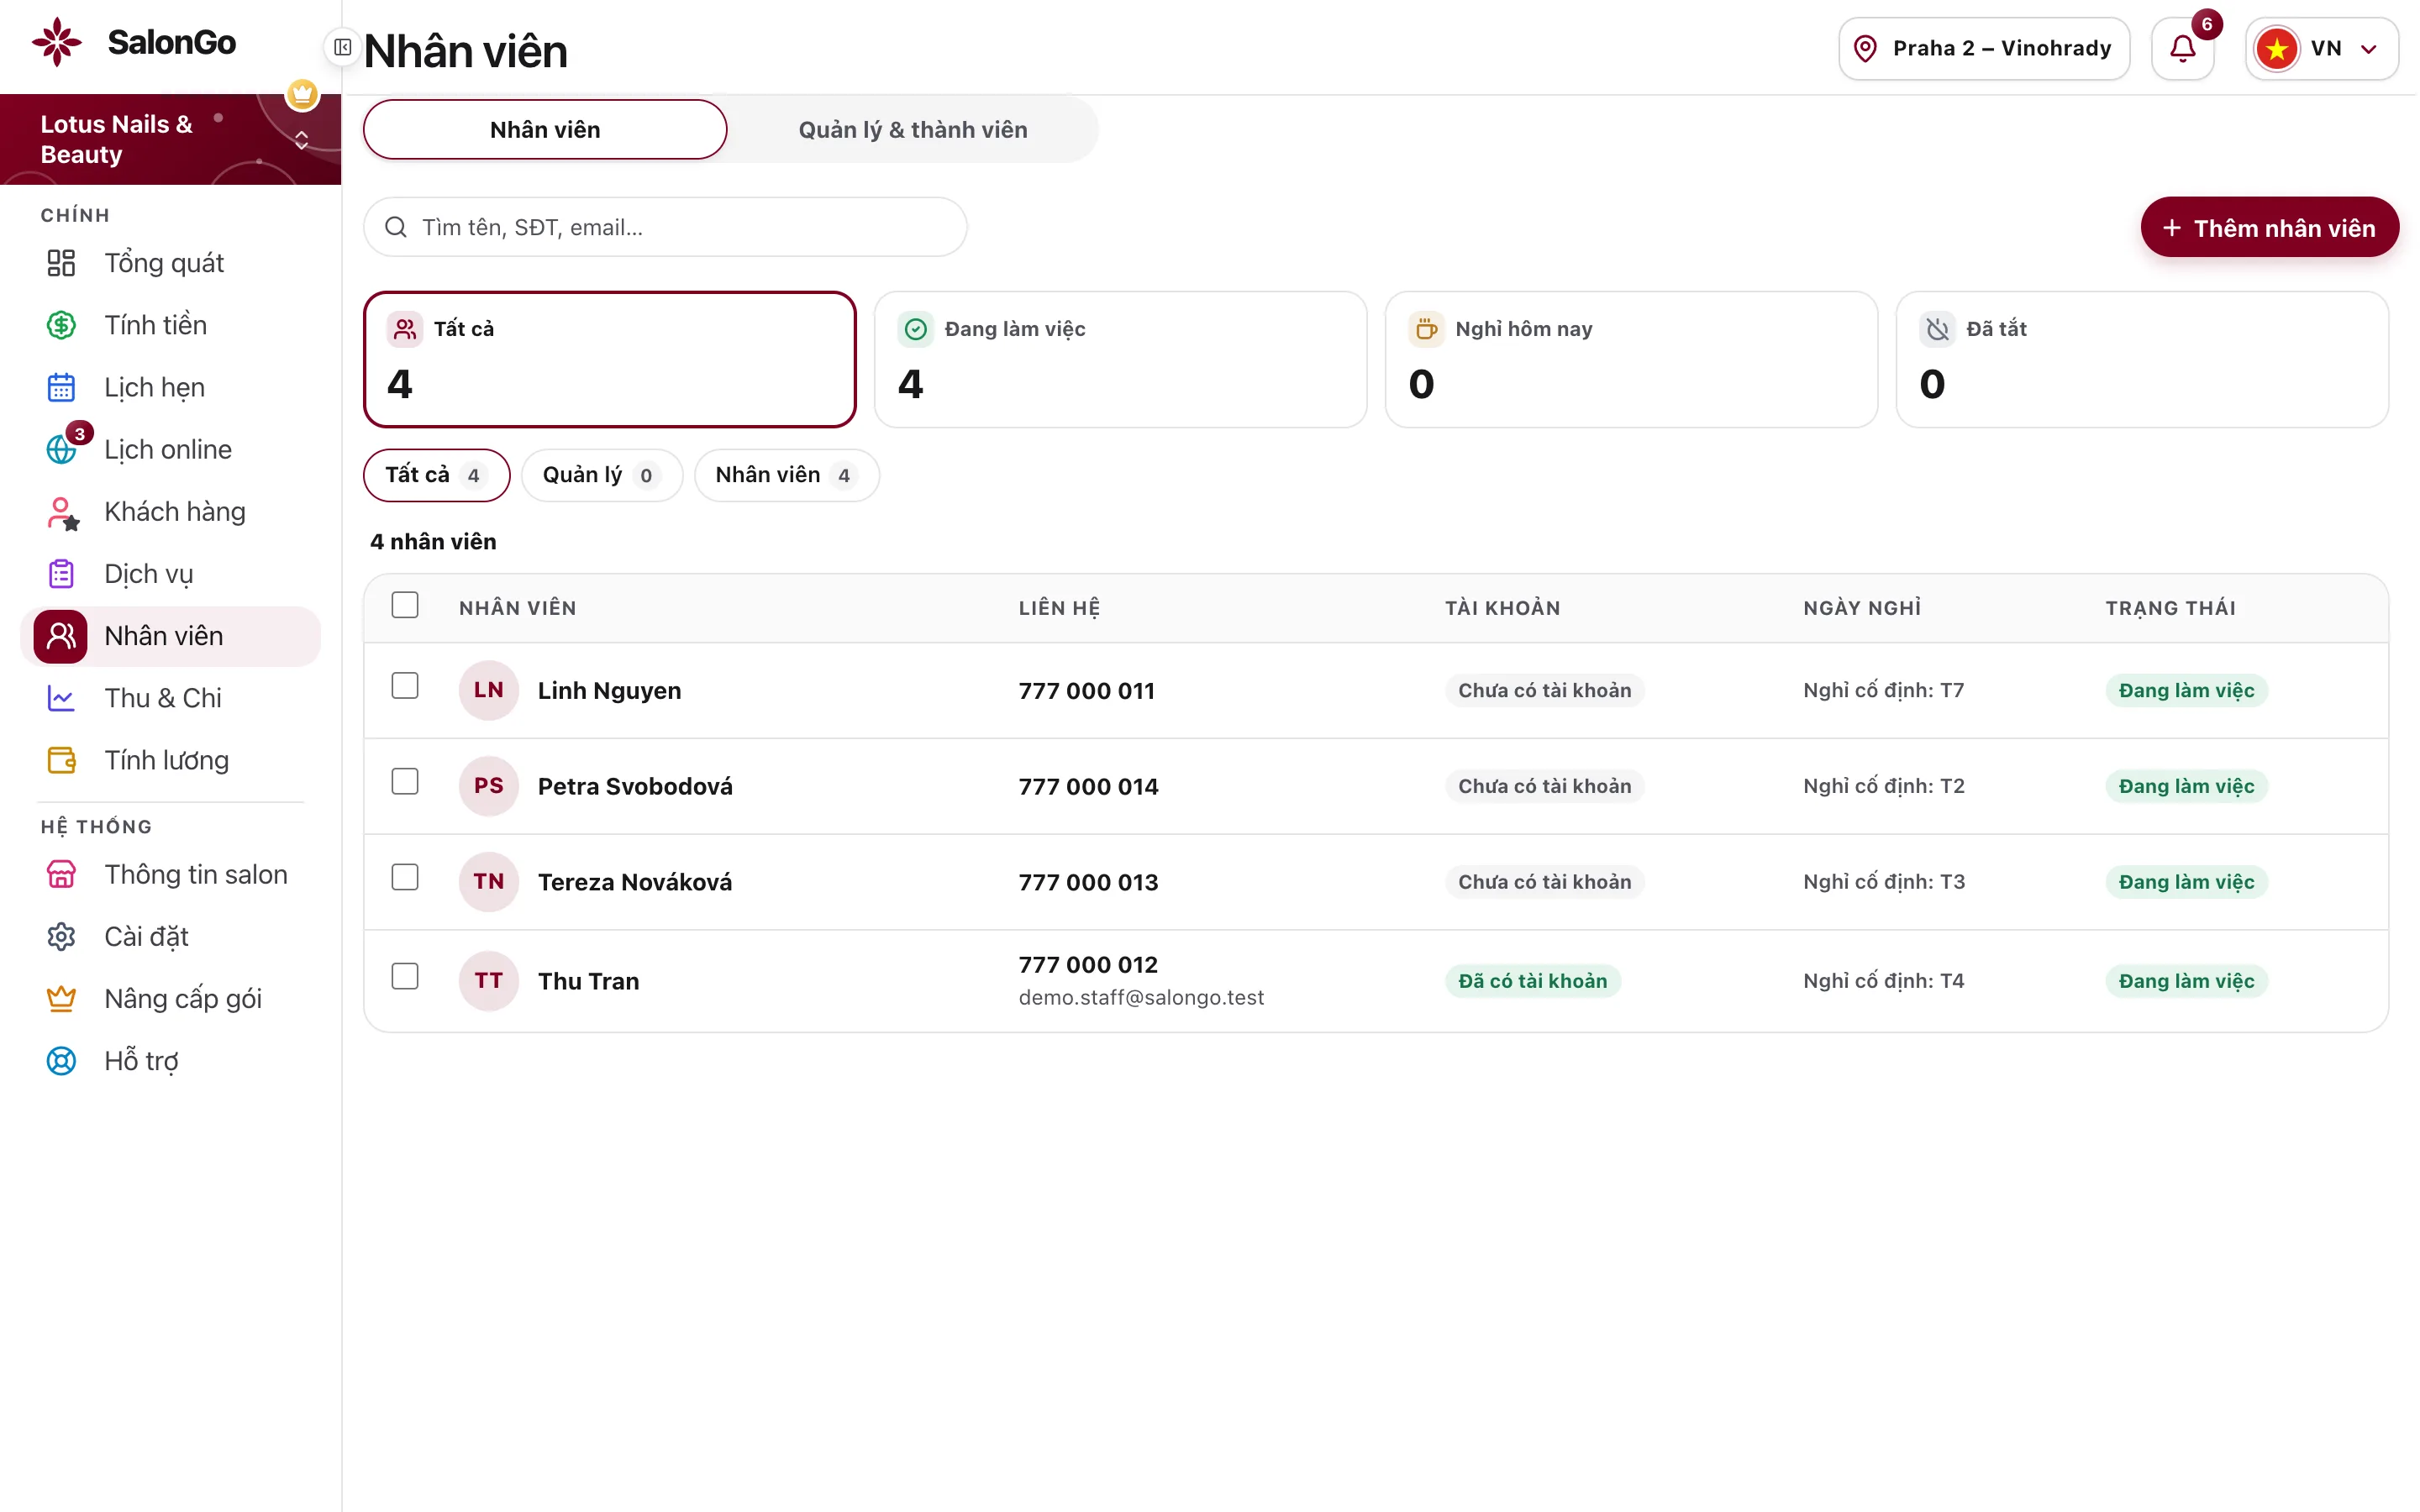 SalonGo
Lotus Nails &
Beauty
CHÍNH
Tổng quát
Tính tiền
Lịch hẹn
3
Lịch online
Khách hàng
Dịch vụ
Nhân viên
Thu & Chi
Tính lương
HỆ THỐNG
Thông tin salon
Cài đặt
Nâng cấp gói
Hỗ trợ
Nhân viên
Praha 2 – Vinohrady
6
VN
Nhân viên
Quản lý & thành viên
Tìm tên, SĐT, email...
+ Thêm nhân viên
Tất cả
4
Đang làm việc
4
Nghỉ hôm nay
0
Đã tắt
0
Tất cả 4
Quản lý 0
Nhân viên 4
4 nhân viên
NHÂN VIÊN LIÊN HỆ TÀI KHOẢN NGÀY NGHỈ TRẠNG THÁI
LN Linh Nguyen 777 000 011 Chưa có tài khoản Nghỉ cố định: T7 Đang làm việc
PS Petra Svobodová 777 000 014 Chưa có tài khoản Nghỉ cố định: T2 Đang làm việc
TN Tereza Nováková 777 000 013 Chưa có tài khoản Nghỉ cố định: T3 Đang làm việc
TT Thu Tran 777 000 012 Đã có tài khoản Nghỉ cố định: T4 Đang làm việc
demo.staff@salongo.test